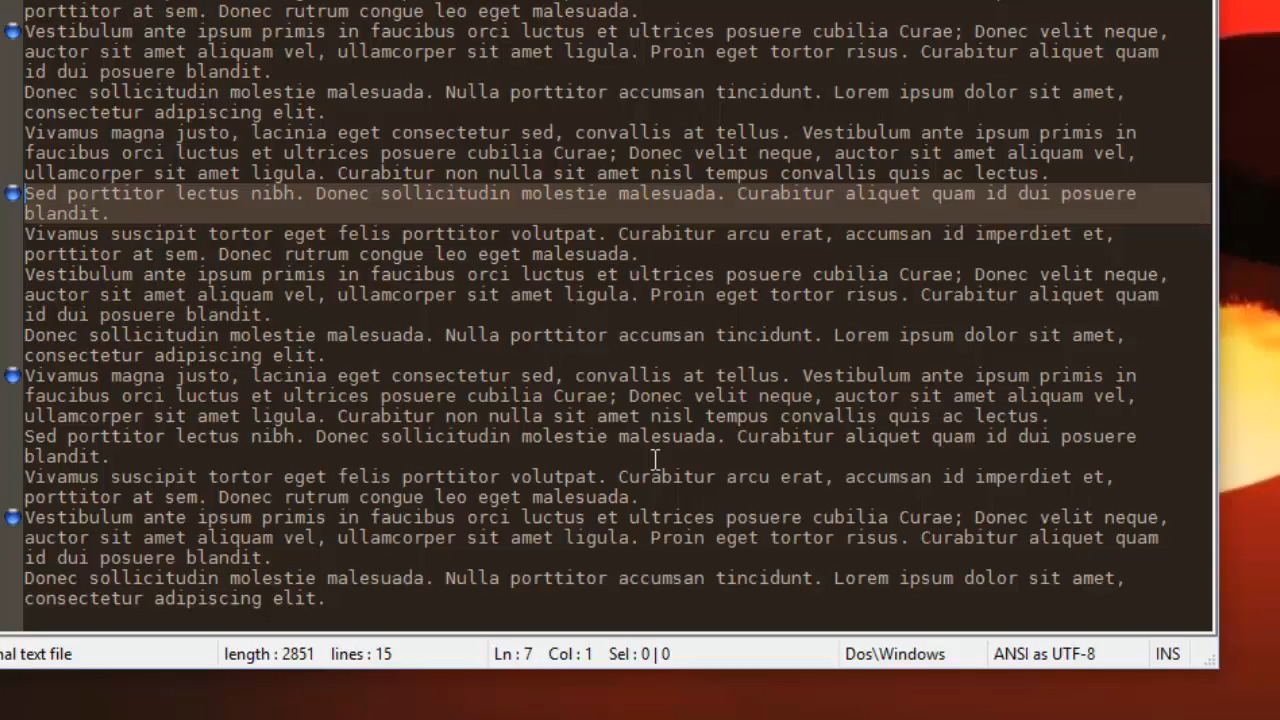 porttitor at sem. Donec rutrum congue leo eget malesuada.
Vestibulum ante ipsum primis in faucibus orci luctus et ultrices posuere cubilia Curae; Donec velit neque,
auctor sit amet aliquam vel, ullamcorper sit amet ligula. Proin eget tortor risus. Curabitur aliquet quam
id dui posuere blandit.
Donec sollicitudin molestie malesuada. Nulla porttitor accumsan tincidunt. Lorem ipsum dolor sit amet,
consectetur adipiscing elit.
Vivamus magna justo, lacinia eget consectetur sed, convallis at tellus. Vestibulum ante ipsum primis in
faucibus orci luctus et ultrices posuere cubilia Curae; Donec velit neque, auctor sit amet aliquam vel,
ullamcorper sit amet ligula. Curabitur non nulla sit amet nisl tempus convallis quis ac lectus.
Sed porttitor lectus nibh. Donec sollicitudin molestie malesuada. Curabitur aliquet quam id dui posuere
blandit.
Vivamus suscipit tortor eget felis porttitor volutpat. Curabitur arcu erat, accumsan id imperdiet et,
porttitor at sem. Donec rutrum congue leo eget malesuada.
Vestibulum ante ipsum primis in faucibus orci luctus et ultrices posuere cubilia Curae; Donec velit neque,
auctor sit amet aliquam vel, ullamcorper sit amet ligula. Proin eget tortor risus. Curabitur aliquet quam
id dui posuere blandit.
Donec sollicitudin molestie malesuada. Nulla porttitor accumsan tincidunt. Lorem ipsum dolor sit amet,
consectetur adipiscing elit.
Vivamus magna justo, lacinia eget consectetur sed, convallis at tellus. Vestibulum ante ipsum primis in
faucibus orci luctus et ultrices posuere cubilia Curae; Donec velit neque, auctor sit amet aliquam vel,
ullamcorper sit amet ligula. Curabitur non nulla sit amet nisl tempus convallis quis ac lectus.
Sed porttitor lectus nibh. Donec sollicitudin molestie malesuada. Curabitur aliquet quam id dui posuere
blandit.
Vivamus suscipit tortor eget felis porttitor volutpat. Curabitur arcu erat, accumsan id imperdiet et,
porttitor at sem. Donec rutrum congue leo eget malesuada.
Vestibulum ante ipsum primis in faucibus orci luctus et ultrices posuere cubilia Curae; Donec velit neque,
auctor sit amet aliquam vel, ullamcorper sit amet ligula. Proin eget tortor risus. Curabitur aliquet quam
id dui posuere blandit.
Donec sollicitudin molestie malesuada. Nulla porttitor accumsan tincidunt. Lorem ipsum dolor sit amet,
consectetur adipiscing elit.
nal text file length : 2851 lines : 15 Ln : 7 Col : 1 Sel : 0 | 0 Dos\Windows ANSI as UTF-8 INS